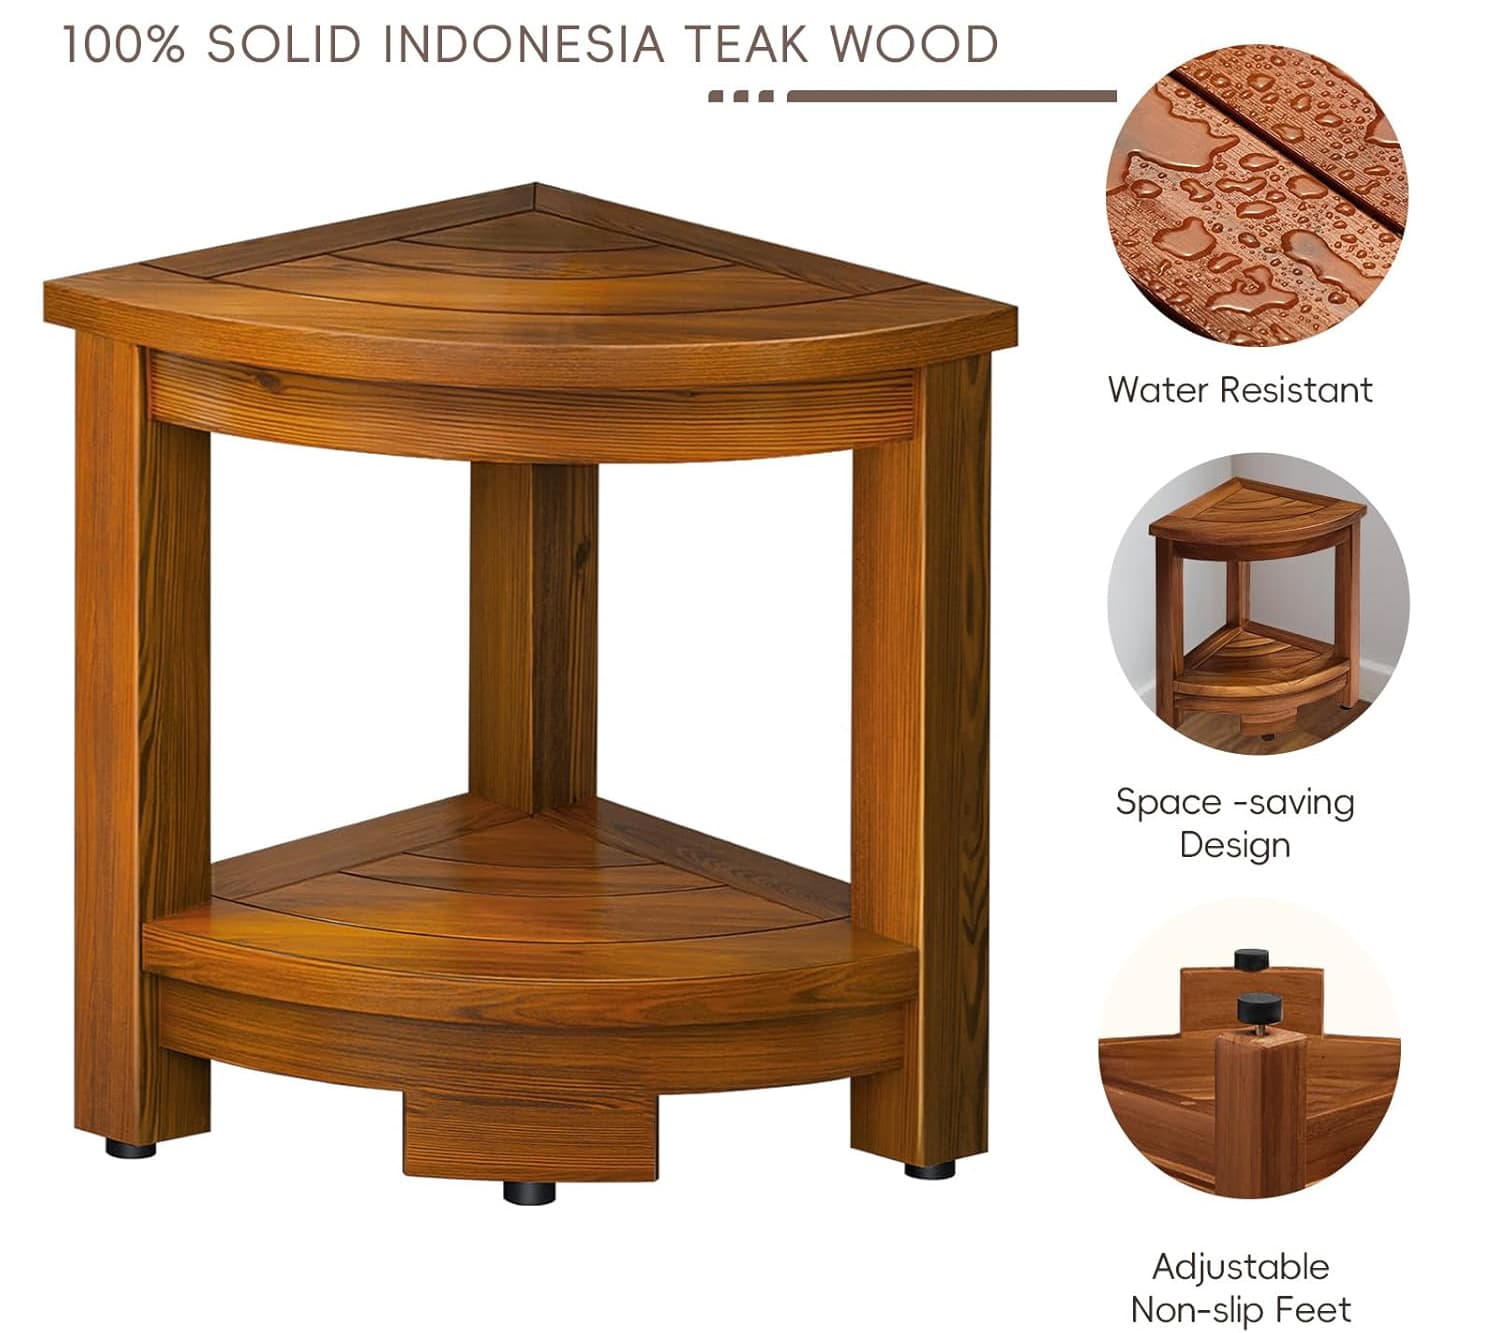 100% SOLID INDONESIA TEAK WOOD
Water Resistant
Space -saving
Design
Adjustable
Non-slip Feet